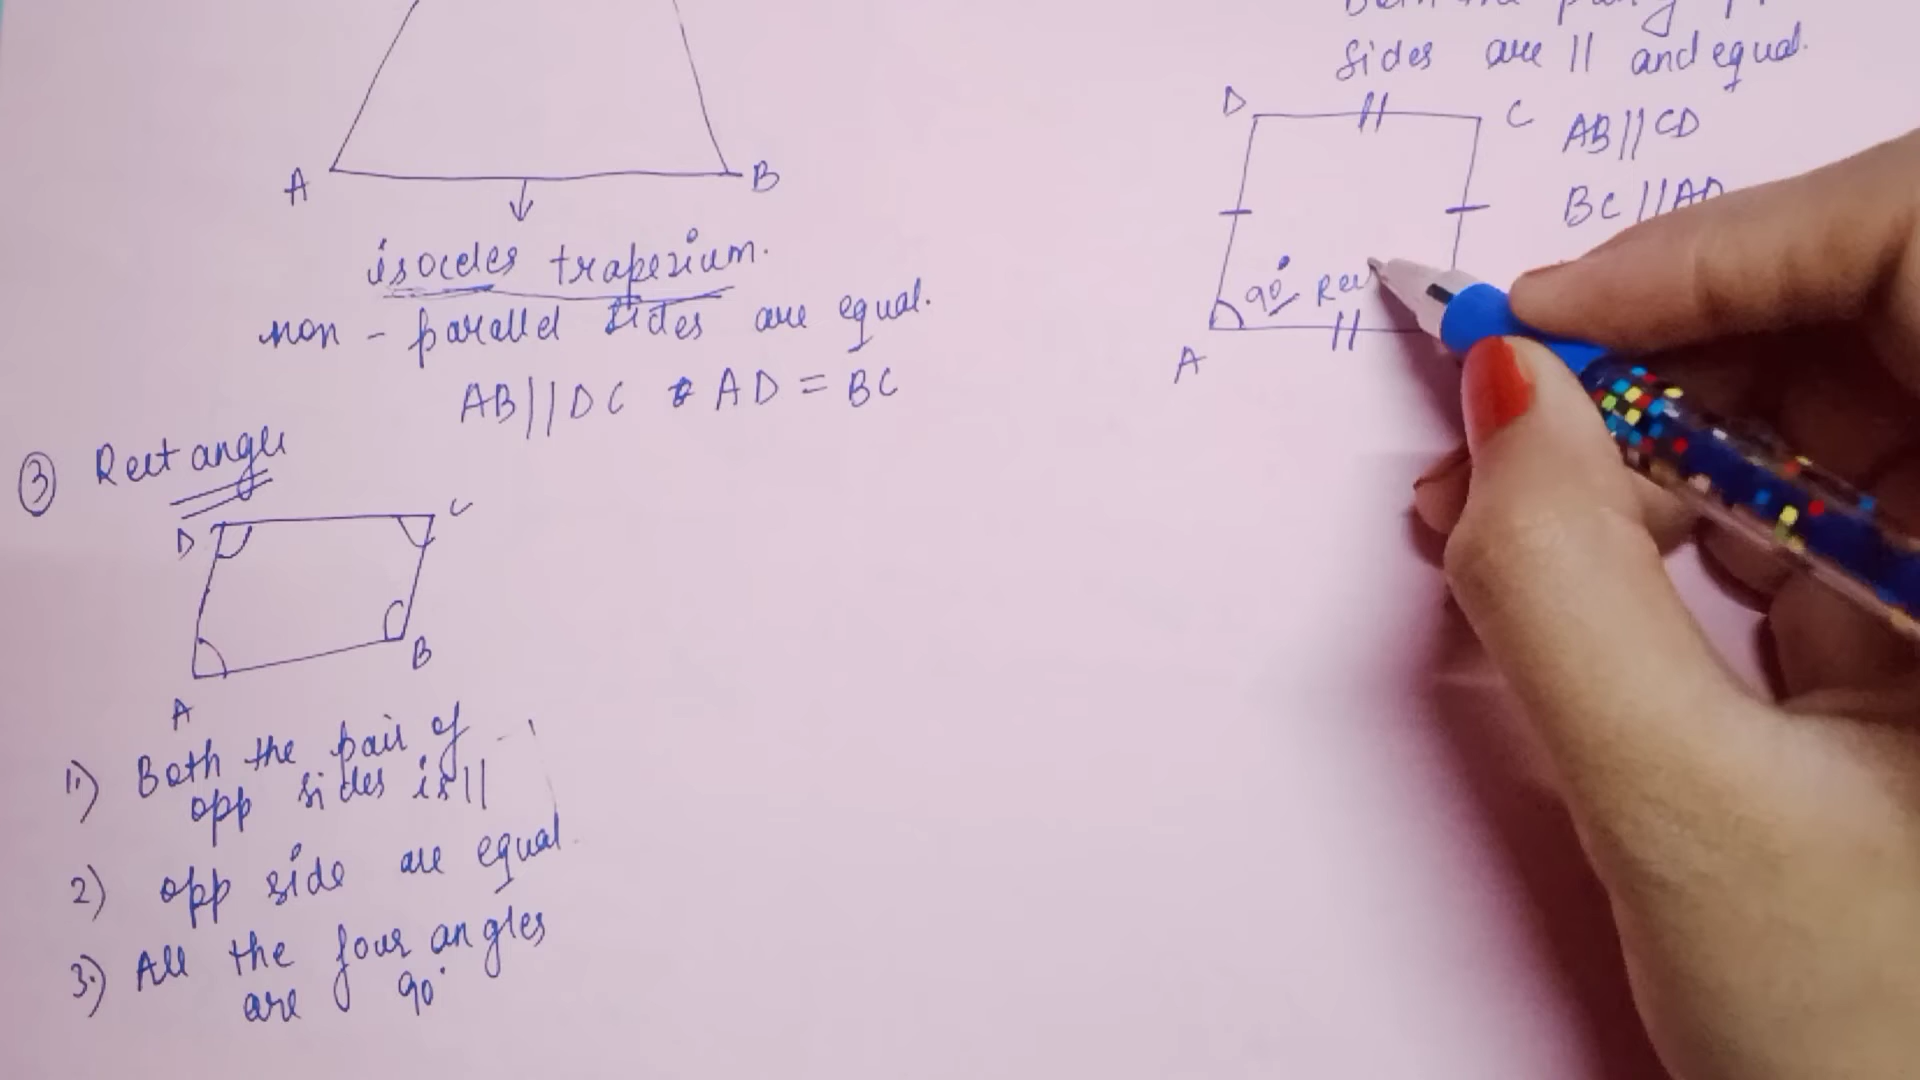 A
B
isoceles trapezium.
non - parallel sides are equal.
AB||DC & AD = BC
③ Rectangle
D
C
B
A
1.) Both the pair of
opp sides is ||
2) opp side are equal.
3.) All the four angles
are 90°
sides are || and equal.
D
C
AB||CD
BC||AD
90°
A